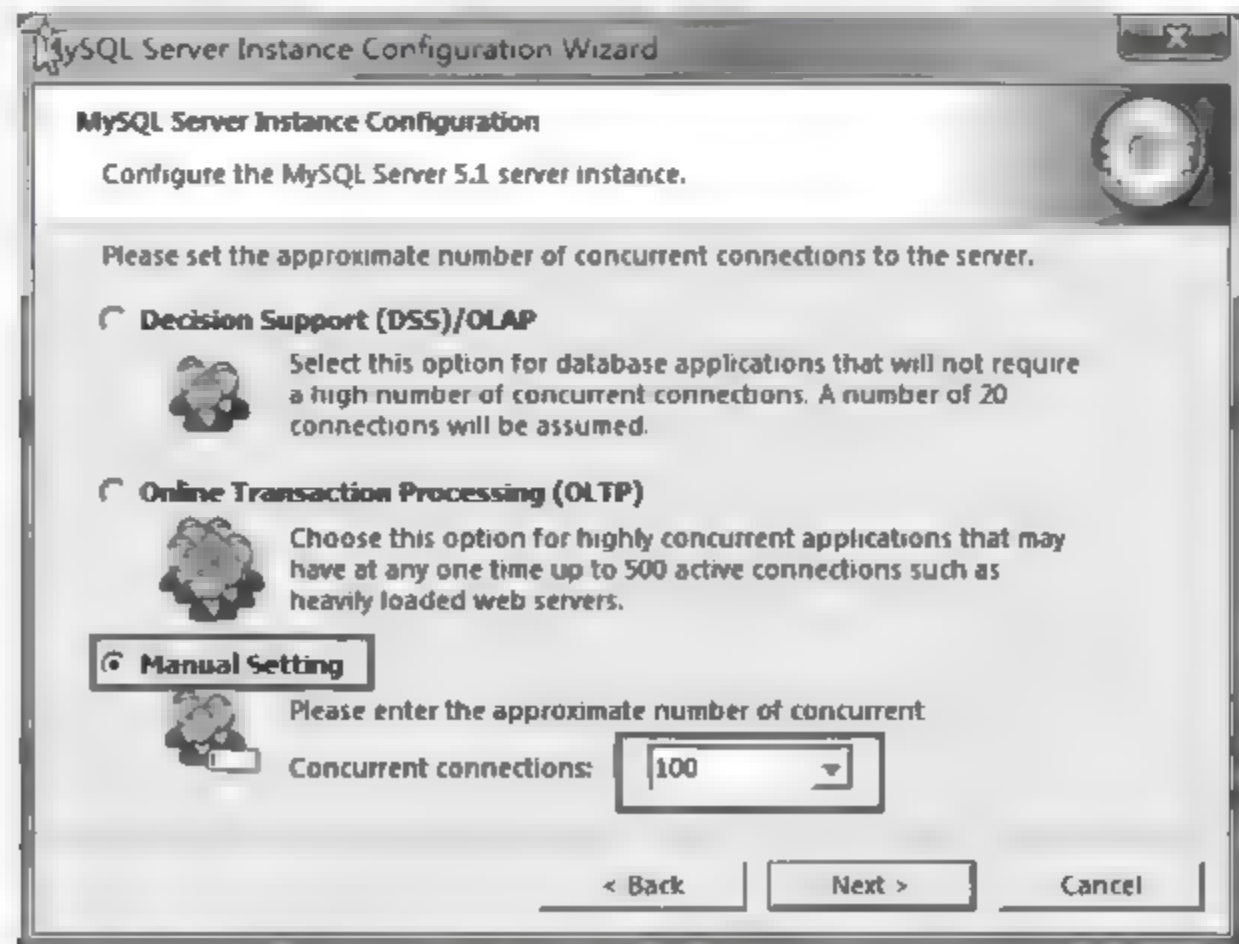 MySQL Server Instance Configuration Wizard
MySQL Server Instance Configuration
Configure the MySQL Server 5.1 server instance.
Please set the approximate number of concurrent connections to the server.
Decision Support (DSS)/OLAP
Select this option for database applications that will not require
a high number of concurrent connections. A number of 20
connections will be assumed.
Online Transaction Processing (OLTP)
Choose this option for highly concurrent applications that may
have at any one time up to 500 active connections such as
heavily loaded web servers.
Manual Setting
Please enter the approximate number of concurrent
Concurrent connections: 100
< Back Next > Cancel